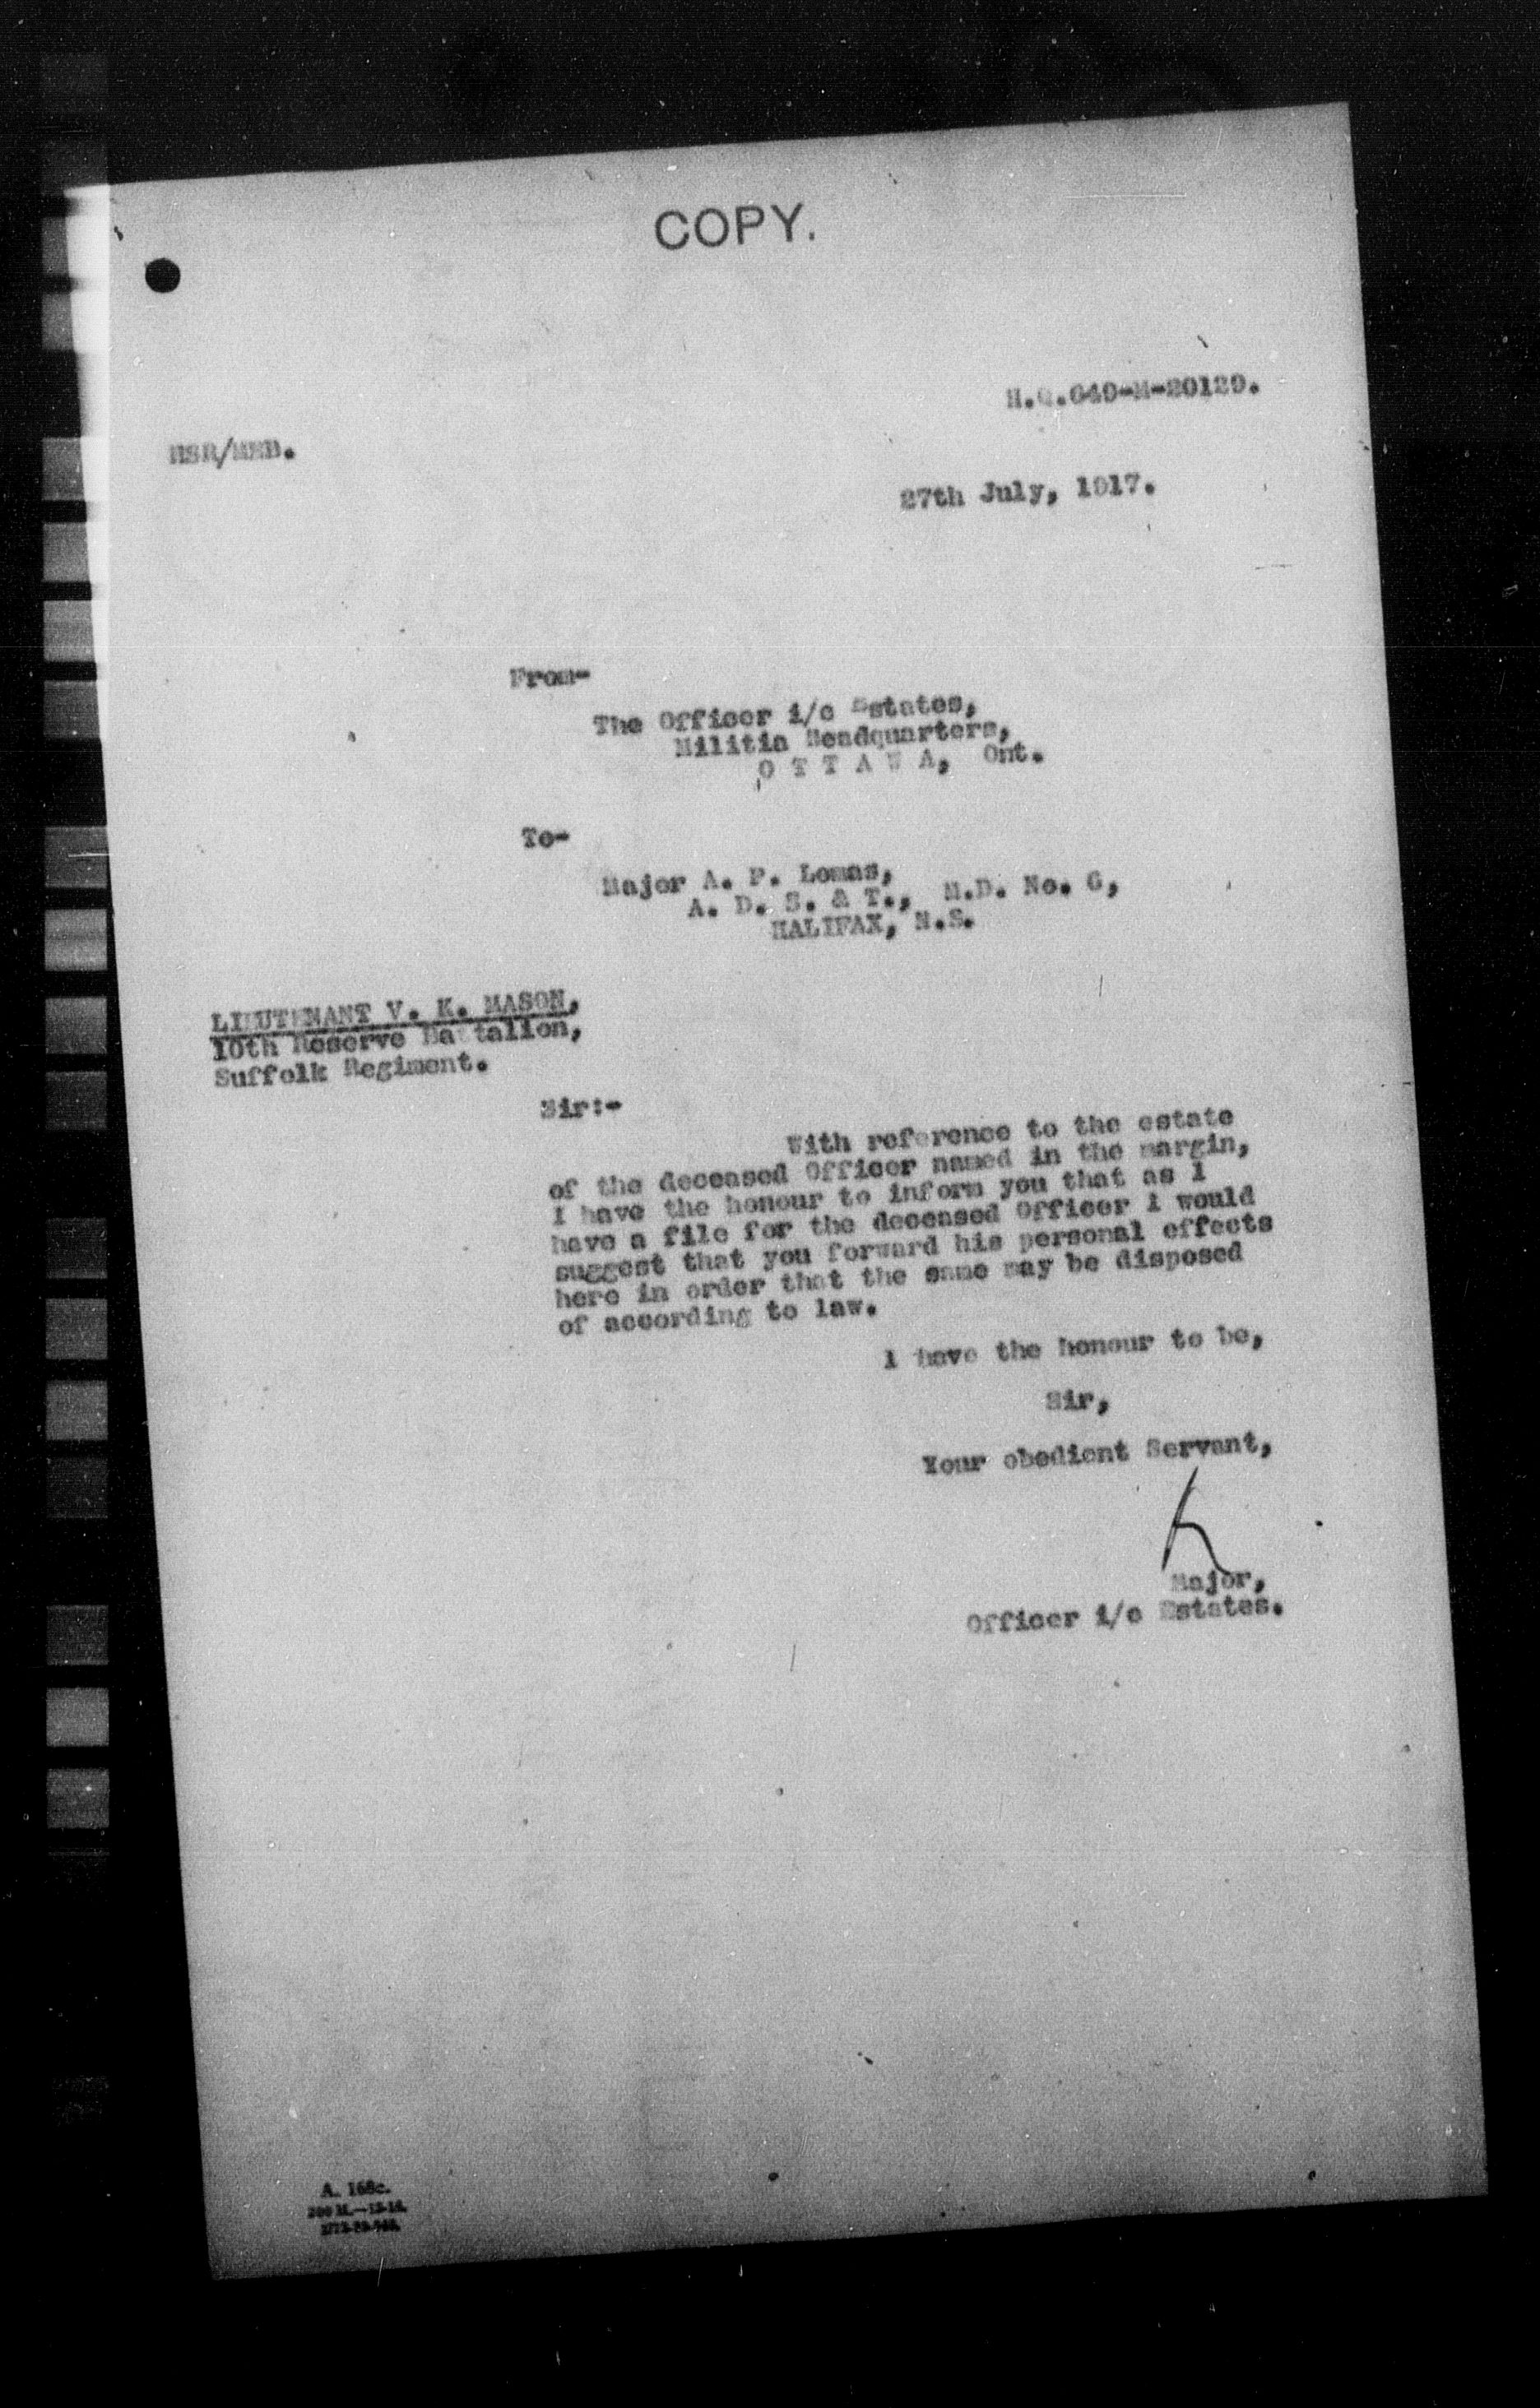 COPY.
H.Q.649-M-20129.
HSR/MEB.
27th July, 1917.
From-
The Officer i/c Estates,
Militia Headquarters,
O T T A W A, Ont.
To-
Major A. P. Lomas,
A. D. S. & T., M.D. No. 6,
HALIFAX, N.S.
LIEUTENANT V. K. MASON,
10th Reserve Battalion,
Suffolk Regiment.
Sir:-
With reference to the estate
of the deceased Officer named in the margin,
I have the honour to inform you that as I
have a file for the deceased Officer I would
suggest that you forward his personal effects
here in order that the same may be disposed
of according to law.
I have the honour to be,
Sir,
Your obedient Servant,
Major,
Officer i/c Estates.
A. 168c.